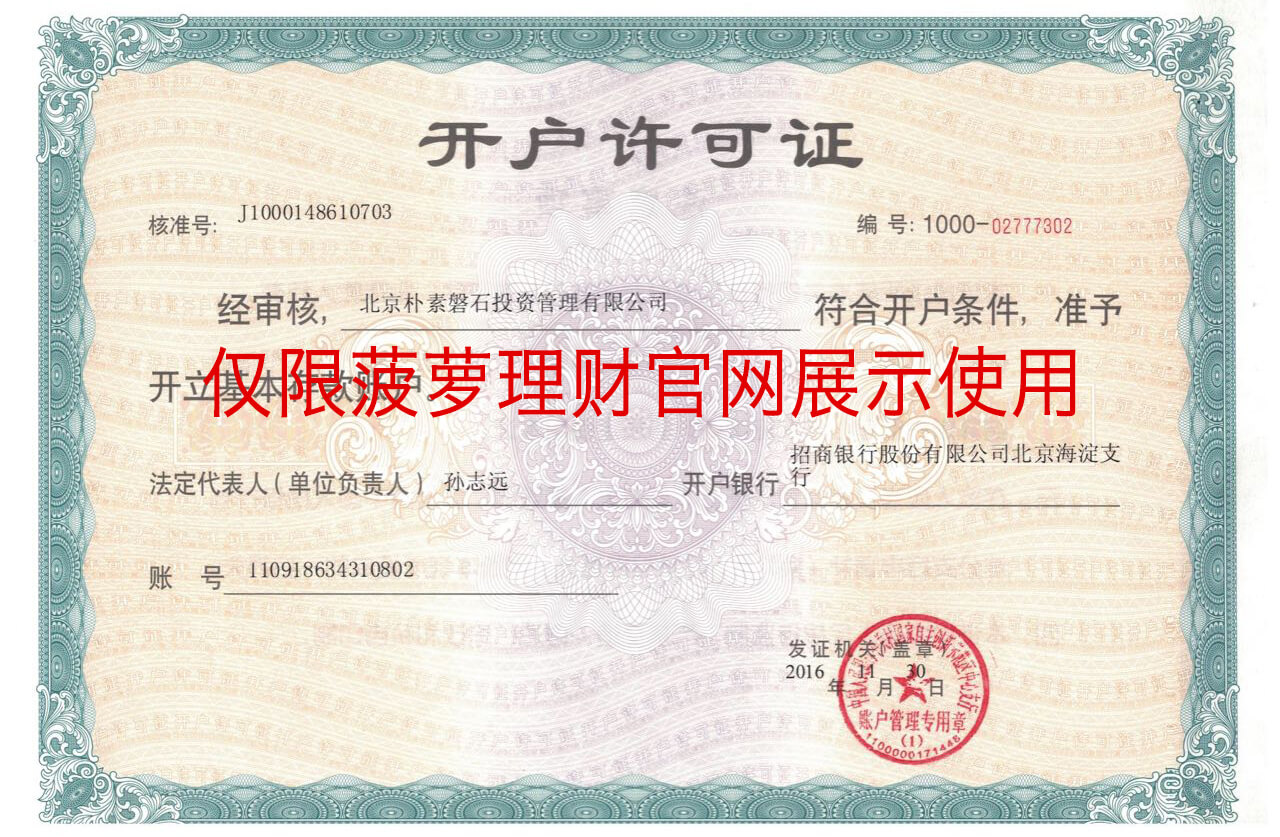 开户许可证
核准号: J1000148610703
编 号: 1000-02777302
经审核, 北京朴素磐石投资管理有限公司 符合开户条件, 准予
开立基本存款账户。
仅限菠萝理财官网展示使用
法定代表人(单位负责人) 孙志远 开户银行 招商银行股份有限公司北京海淀支
行
账 号 110918634310802
发证机关(盖章)
2016 年 11 月 30 日
账户管理专用章
(1)
1100000171448